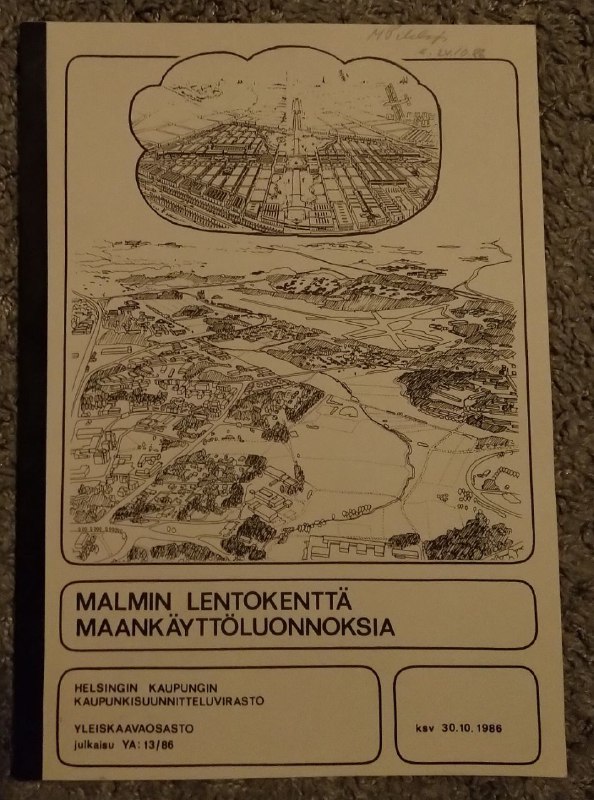 MALMIN LENTOKENTTÄ
MAANKÄYTTÖLUONNOKSIA
HELSINGIN KAUPUNGIN
KAUPUNKISUUNNITTELUVIRASTO
YLEISKAAVAOSASTO
julkaisu YA: 13/86
ksv 30.10.1986